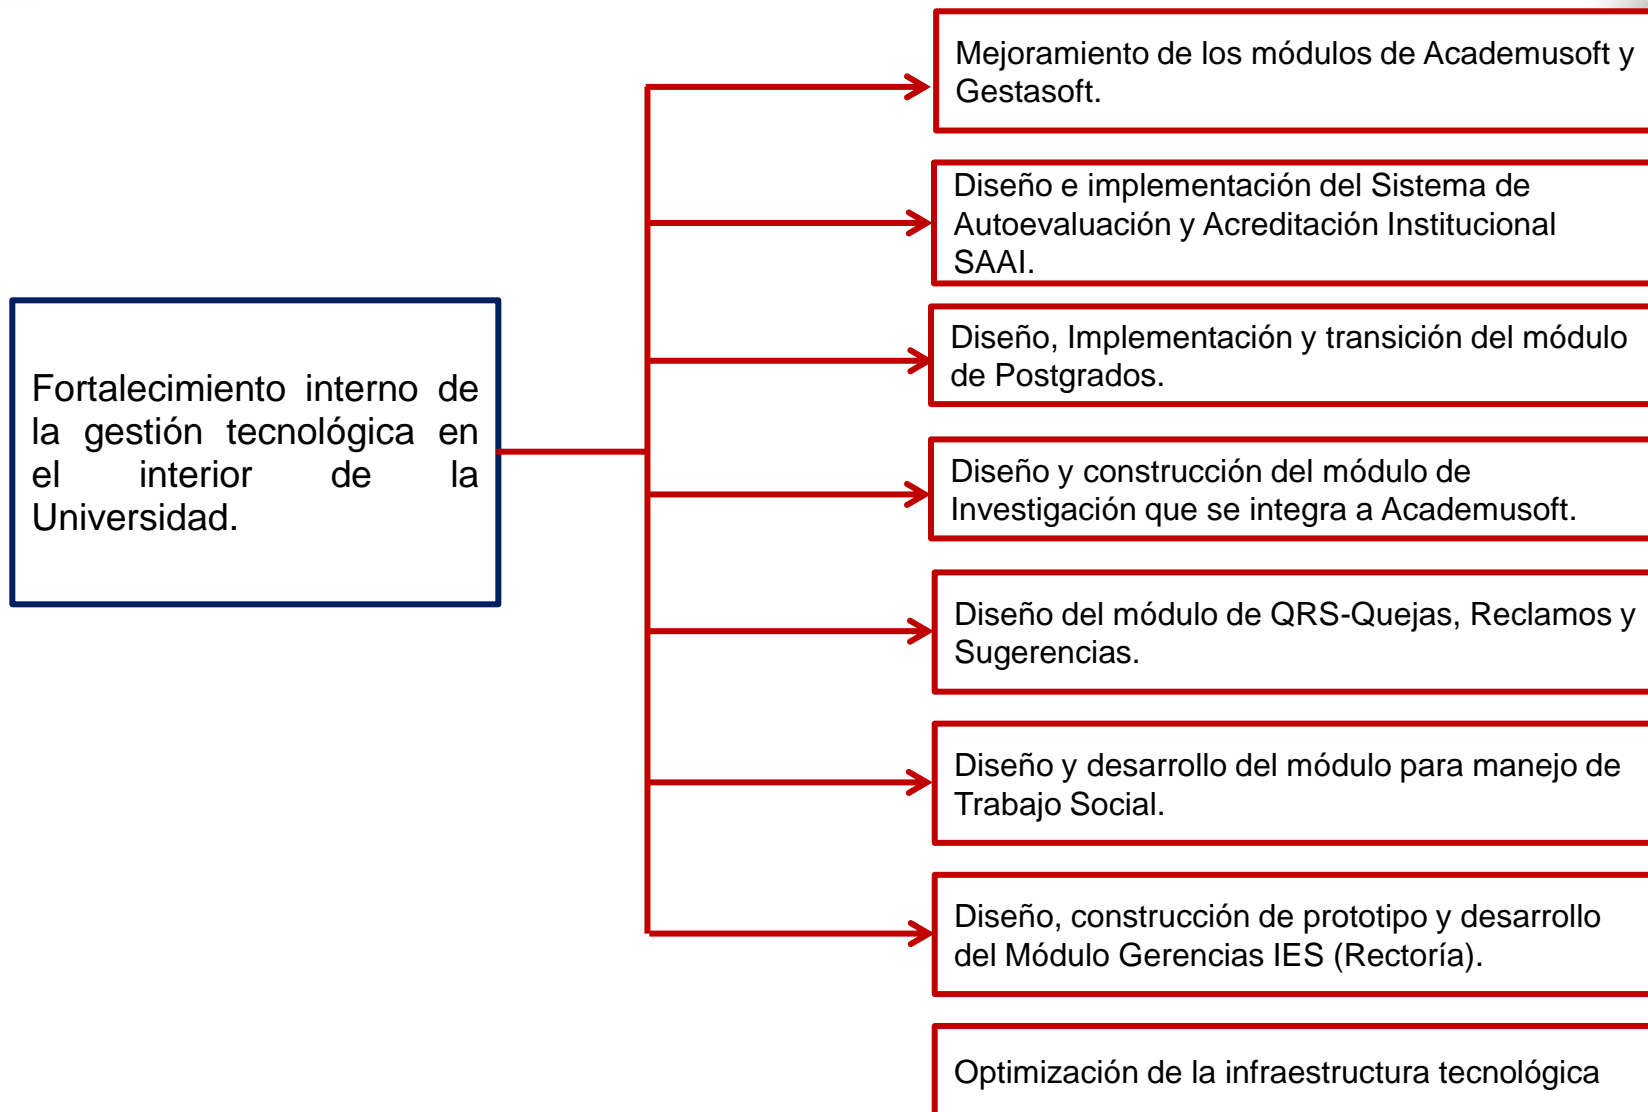 Fortalecimiento interno de
la gestión tecnológica en
el interior de la
Universidad.
Mejoramiento de los módulos de Academusoft y
Gestasoft.
Diseño e implementación del Sistema de
Autoevaluación y Acreditación Institucional
SAAI.
Diseño, Implementación y transición del módulo
de Postgrados.
Diseño y construcción del módulo de
Investigación que se integra a Academusoft.
Diseño del módulo de QRS-Quejas, Reclamos y
Sugerencias.
Diseño y desarrollo del módulo para manejo de
Trabajo Social.
Diseño, construcción de prototipo y desarrollo
del Módulo Gerencias IES (Rectoría).
Optimización de la infraestructura tecnológica